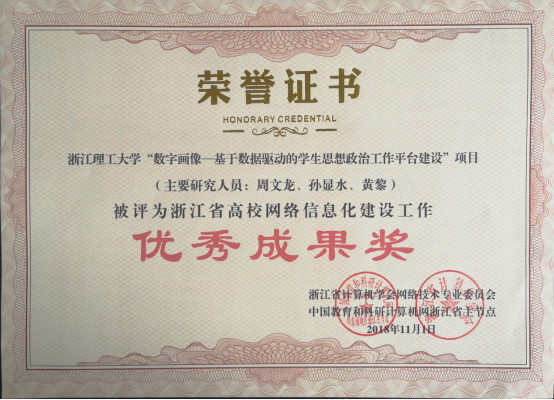 荣誉证书
HONORARY CREDENTIAL
浙江理工大学“数字画像—基于数据驱动的学生思想政治工作平台建设”项目
（主要研究人员：周文龙、孙显水、黄黎）
被评为浙江省高校网络信息化建设工作
优秀成果奖
浙江省计算机学会网络技术专业委员会
中国教育和科研计算机网浙江省主节点
2018年11月1日